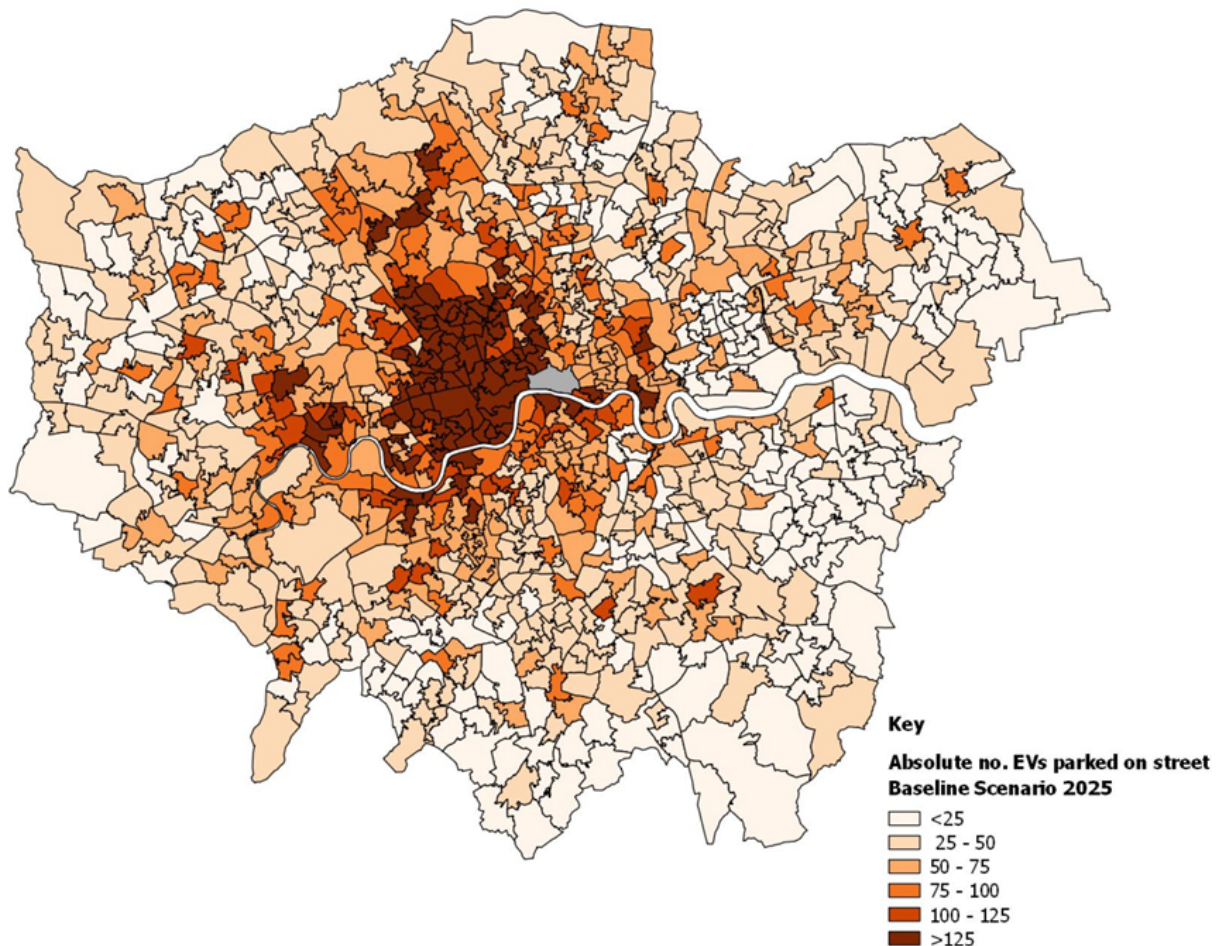 Key
Absolute no. EVs parked on street
Baseline Scenario 2025
<25
25 - 50
50 - 75
75 - 100
100 - 125
>125